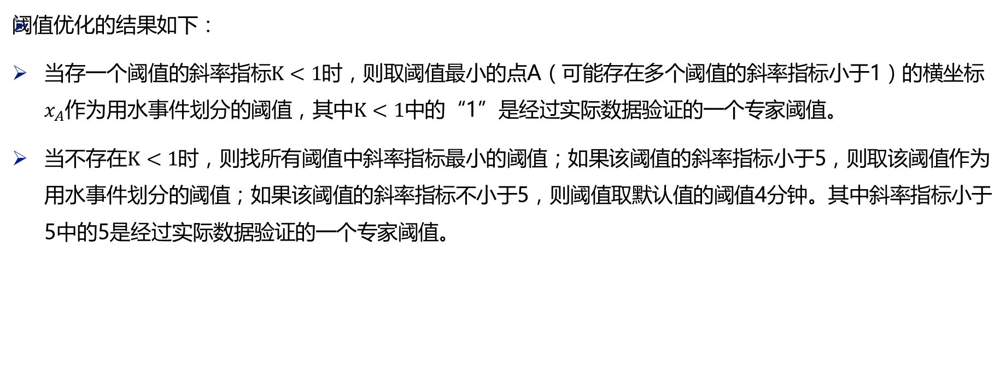 阈值优化的结果如下：
当存一个阈值的斜率指标K < 1时，则取阈值最小的点A（可能存在多个阈值的斜率指标小于1）的横坐标
x_A作为用水事件划分的阈值，其中K < 1中的“1”是经过实际数据验证的一个专家阈值。
当不存在K < 1时，则找所有阈值中斜率指标最小的阈值；如果该阈值的斜率指标小于5，则取该阈值作为
用水事件划分的阈值；如果该阈值的斜率指标不小于5，则阈值取默认值的阈值4分钟。其中斜率指标小于
5中的5是经过实际数据验证的一个专家阈值。